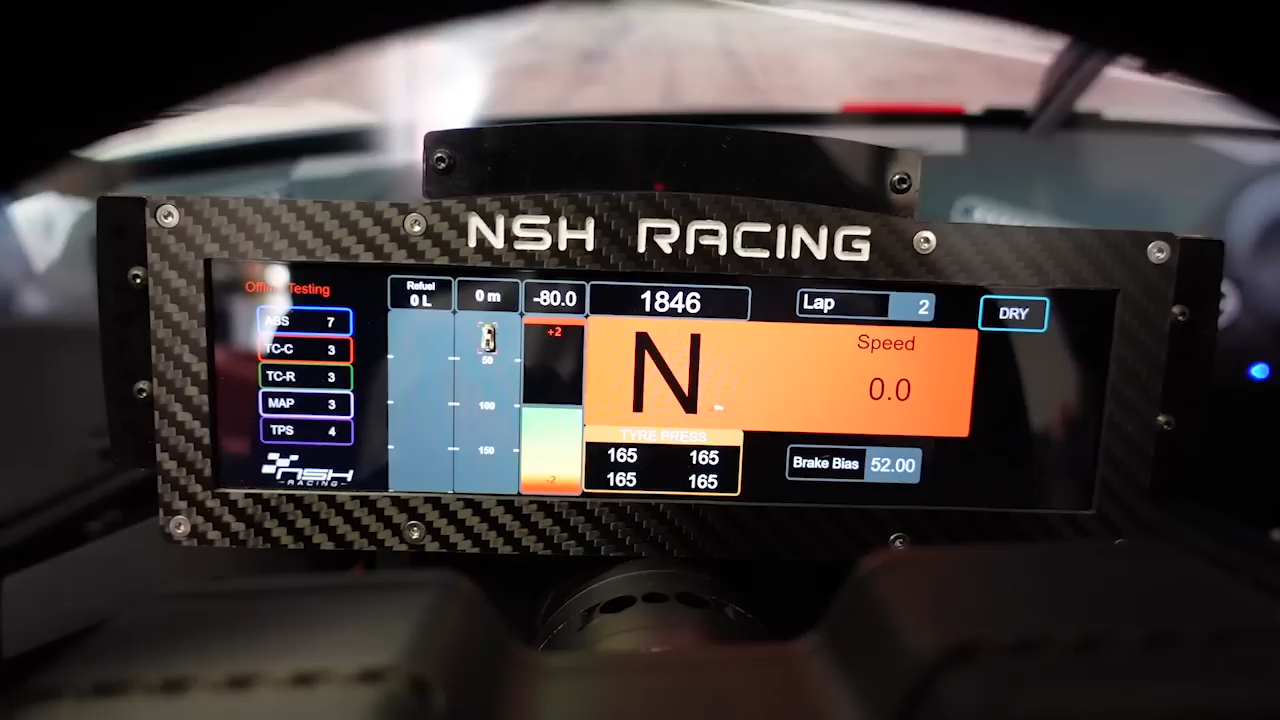 NSH RACING
Offline Testing
Refuel
0 L
0 m
-80.0
1846
Lap 2
DRY
ABS 7
TC-C 3
TC-R 3
MAP 3
TPS 4
NSH
RACING
50
100
150
+2
-2
N
Speed
0.0
TYRE PRESS
165 165
165 165
Brake Bias 52.00